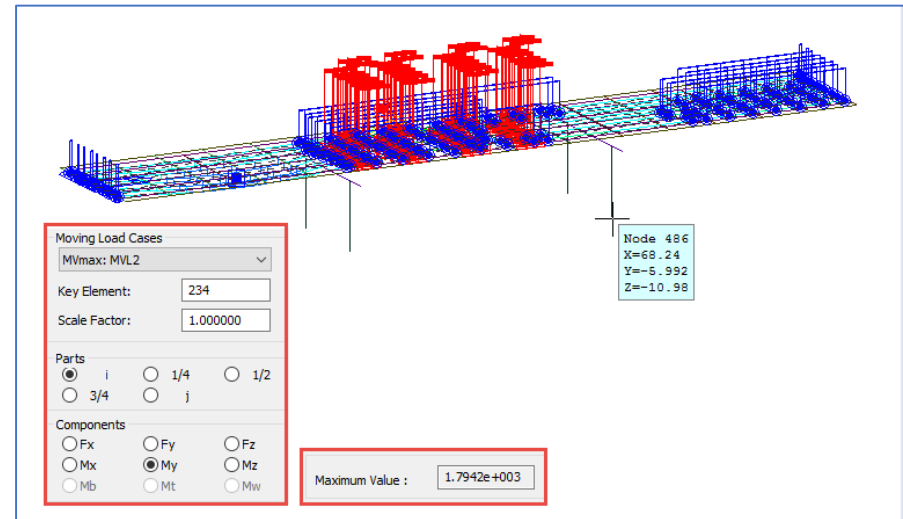 Node 486
X=68.24
Y=-5.992
Z=-10.98
Moving Load Cases
MVmax: MVL2
Key Element: 234
Scale Factor: 1.000000
Parts
i 1/4 1/2
3/4 j
Components
Fx Fy Fz
Mx My Mz
Mb Mt Mw
Maximum Value : 1.7942e+003